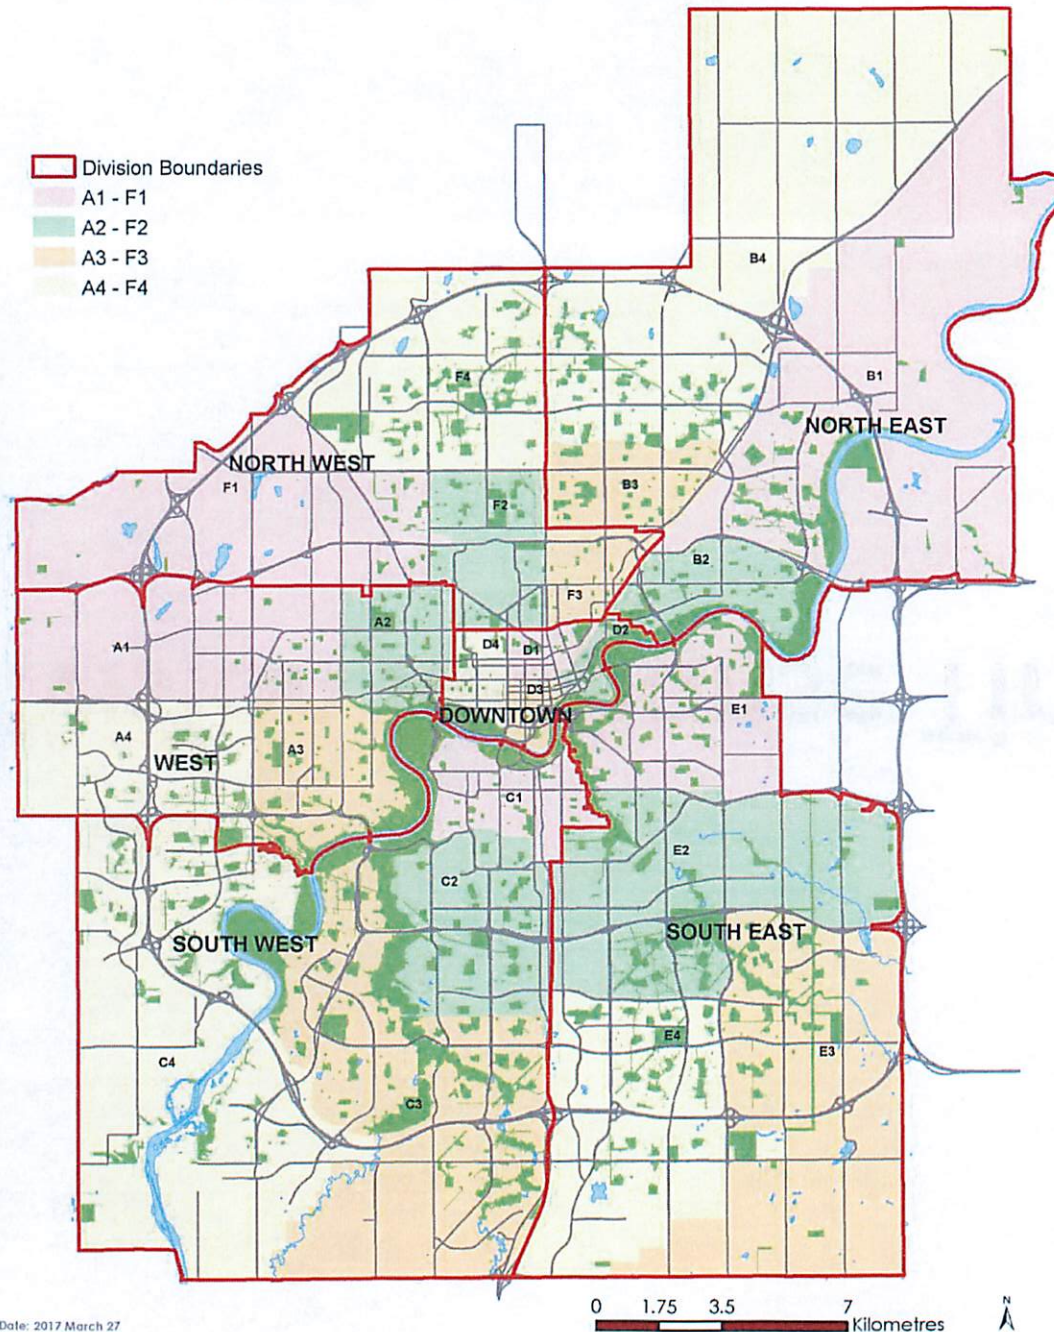 Division Boundaries
A1 - F1
A2 - F2
A3 - F3
A4 - F4
B4
F4
B1
NORTH EAST
NORTH WEST
F1
B3
F2
B2
F3
A2
D2
D4
D1
A1
D3
E1
DOWNTOWN
A4
A3
WEST
C1
E2
C2
SOUTH WEST
SOUTH EAST
E4
E3
C4
C3
0 1.75 3.5 7
Kilometres
N
Date: 2017 March 27